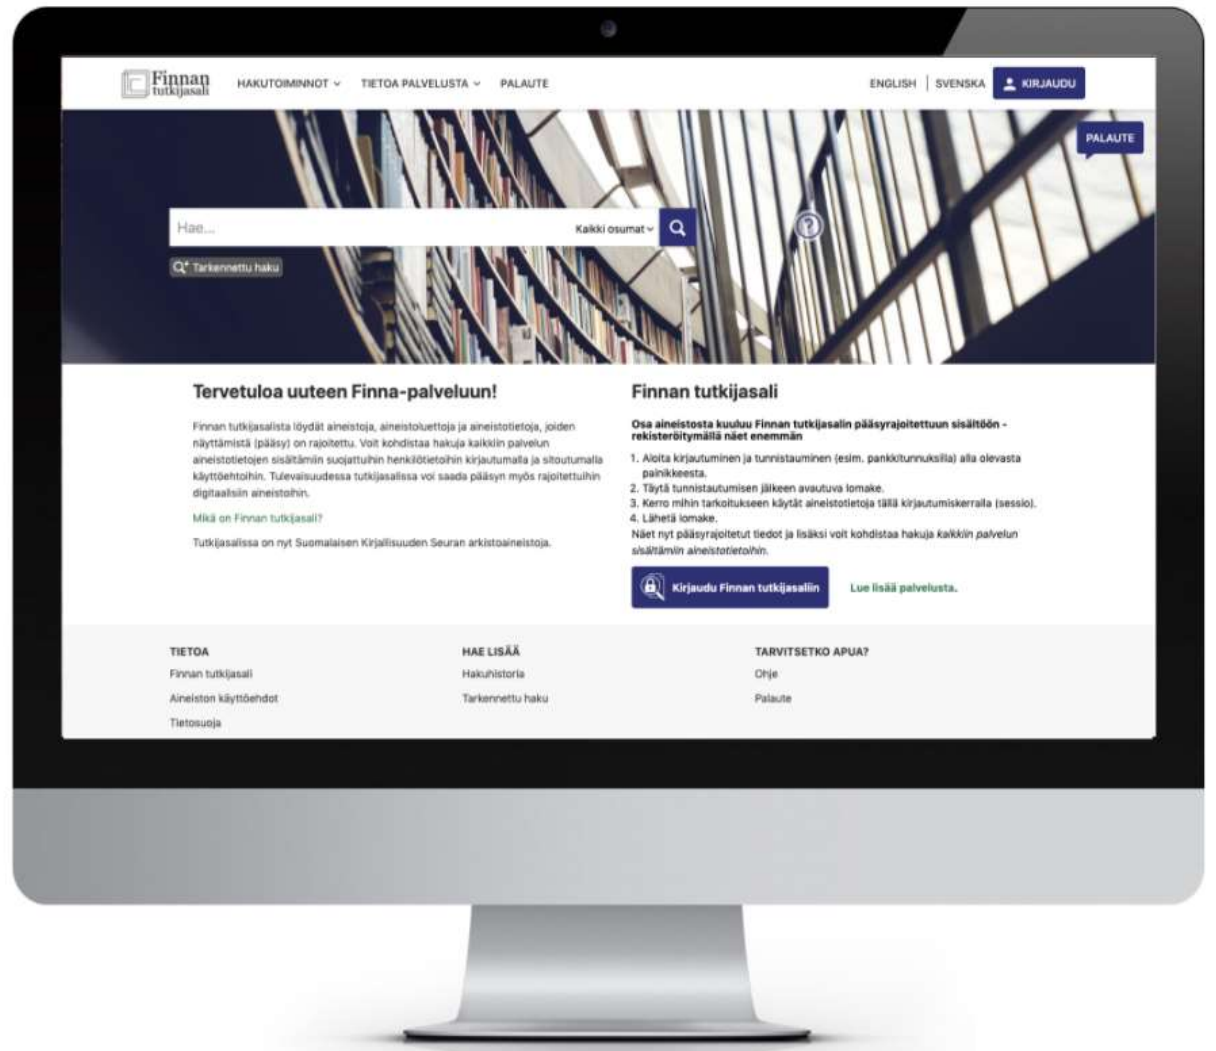 Finnan
tutkijasali
HAKUTOIMINNOT
TIETOA PALVELUSTA
PALAUTE
ENGLISH | SVENSKA
KIRJAUDU
PALAUTE
Hae...
Kaikki osumat
?
Tarkennettu haku
Tervetuloa uuteen Finna-palveluun!
Finnan tutkijasalista löydät aineistoja, aineistoluettoja ja aineistotietoja, joiden
näyttämistä (pääsy) on rajoitettu. Voit kohdistaa hakuja kaikkiin palvelun
aineistotietojen sisältämiin suojattuihin henkilötietoihin kirjautumalla ja sitoutumalla
käyttöehtoihin. Tulevaisuudessa tutkijasalissa voi saada pääsyn myös rajoitettuihin
digitaalisiin aineistoihin.
Mikä on Finnan tutkijasali?
Tutkijasalissa on nyt Suomalaisen Kirjallisuuden Seuran arkistoaineistoja.
Finnan tutkijasali
Osa aineistosta kuuluu Finnan tutkijasalin pääsyrajoitettuun sisältöön -
rekisteröitymällä näet enemmän
1. Aloita kirjautuminen ja tunnistauminen (esim. pankkitunnuksilla) alla olevasta
painikkeesta.
2. Täytä tunnistautumisen jälkeen avautuva lomake.
3. Kerro mihin tarkoitukseen käytät aineistotietoja tällä kirjautumiskerralla (sessio).
4. Lähetä lomake.
Näet nyt pääsyrajoitetut tiedot ja lisäksi voit kohdistaa hakuja kaikkiin palvelun
sisältämiin aineistotietoihin.
Kirjaudu Finnan tutkijasaliin
Lue lisää palvelusta.
TIETOA
Finnan tutkijasali
Aineiston käyttöehdot
Tietosuoja
HAE LISÄÄ
Hakuhistoria
Tarkennettu haku
TARVITSETKO APUA?
Ohje
Palaute